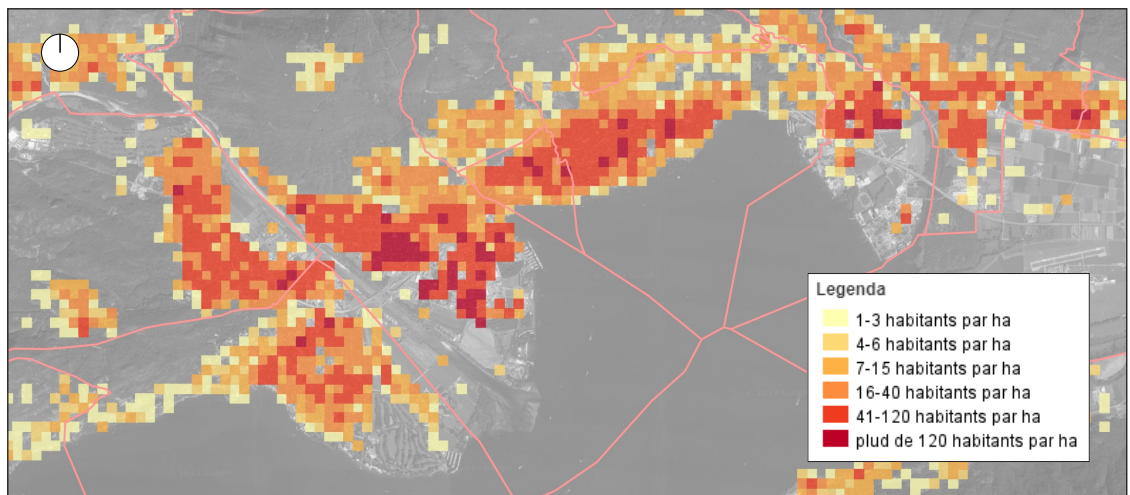 Legenda
1-3 habitants par ha
4-6 habitants par ha
7-15 habitants par ha
16-40 habitants par ha
41-120 habitants par ha
plud de 120 habitants par ha